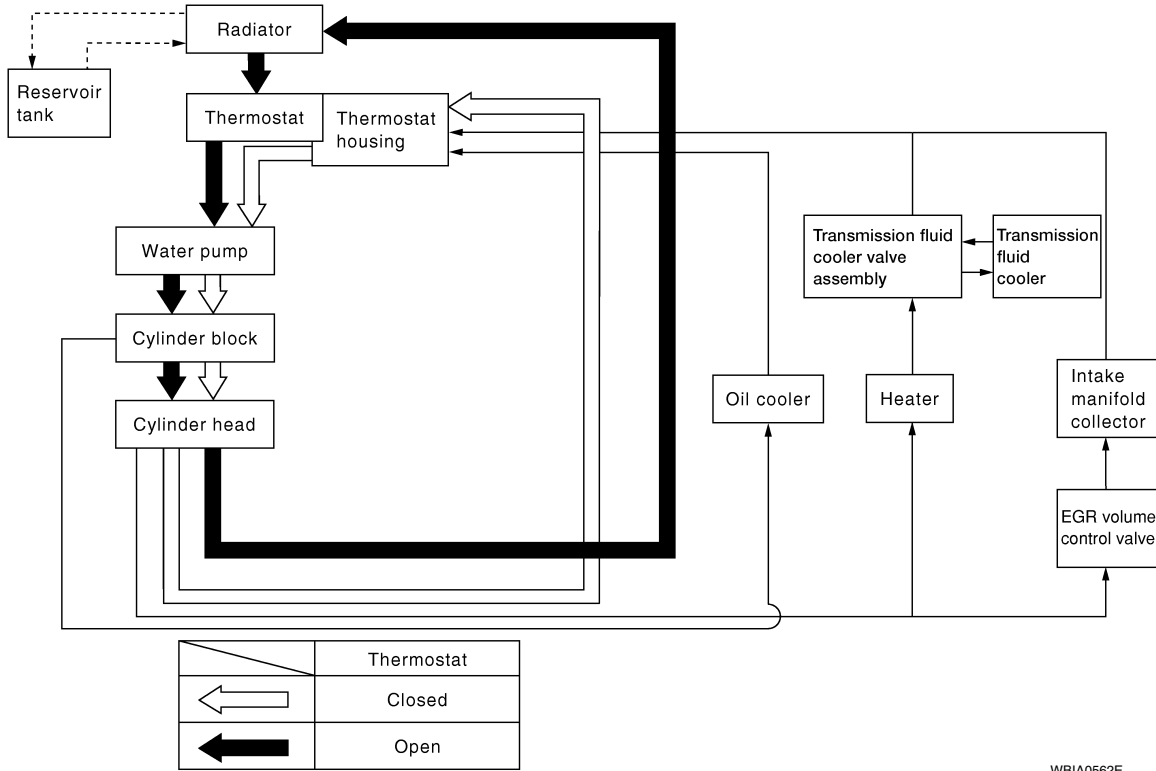 Radiator
Reservoir
tank
Thermostat
Thermostat
housing
Water pump
Transmission fluid
cooler valve
assembly
Transmission
fluid
cooler
Cylinder block
Oil cooler
Heater
Intake
manifold
collector
Cylinder head
EGR volume
control valve
Thermostat
Closed
Open
WBIA0562E